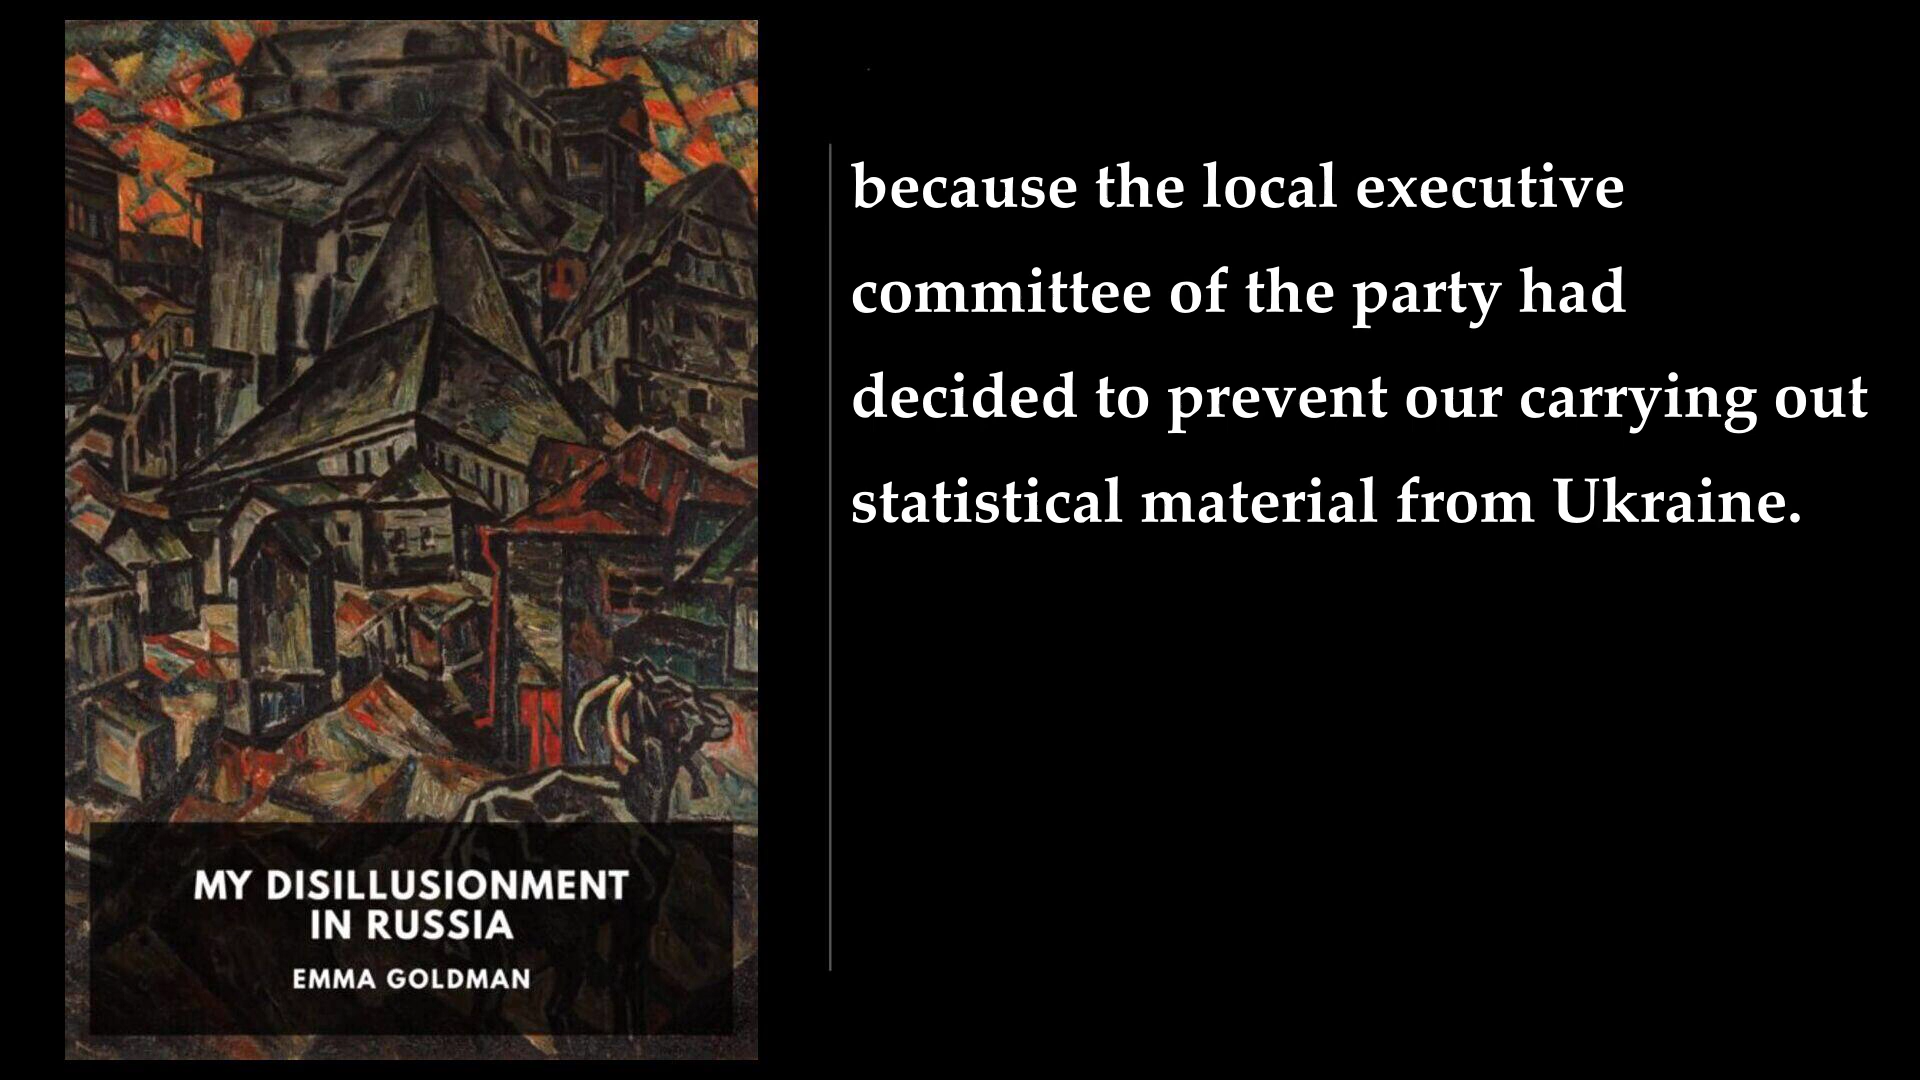 because the local executive
committee of the party had
decided to prevent our carrying out
statistical material from Ukraine.
MY DISILLUSIONMENT
IN RUSSIA
EMMA GOLDMAN